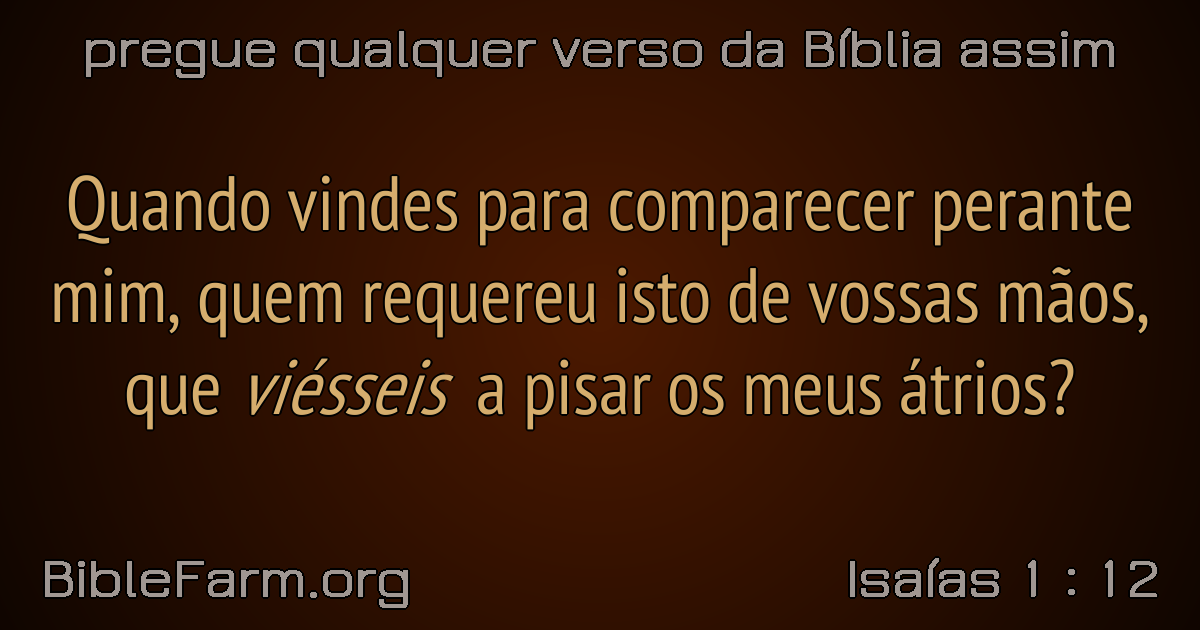 pregue qualquer verso da Bíblia assim
Quando vindes para comparecer perante
mim, quem requereu isto de vossas mãos,
que viésseis a pisar os meus átrios?
BibleFarm.org
Isaías 1 : 12